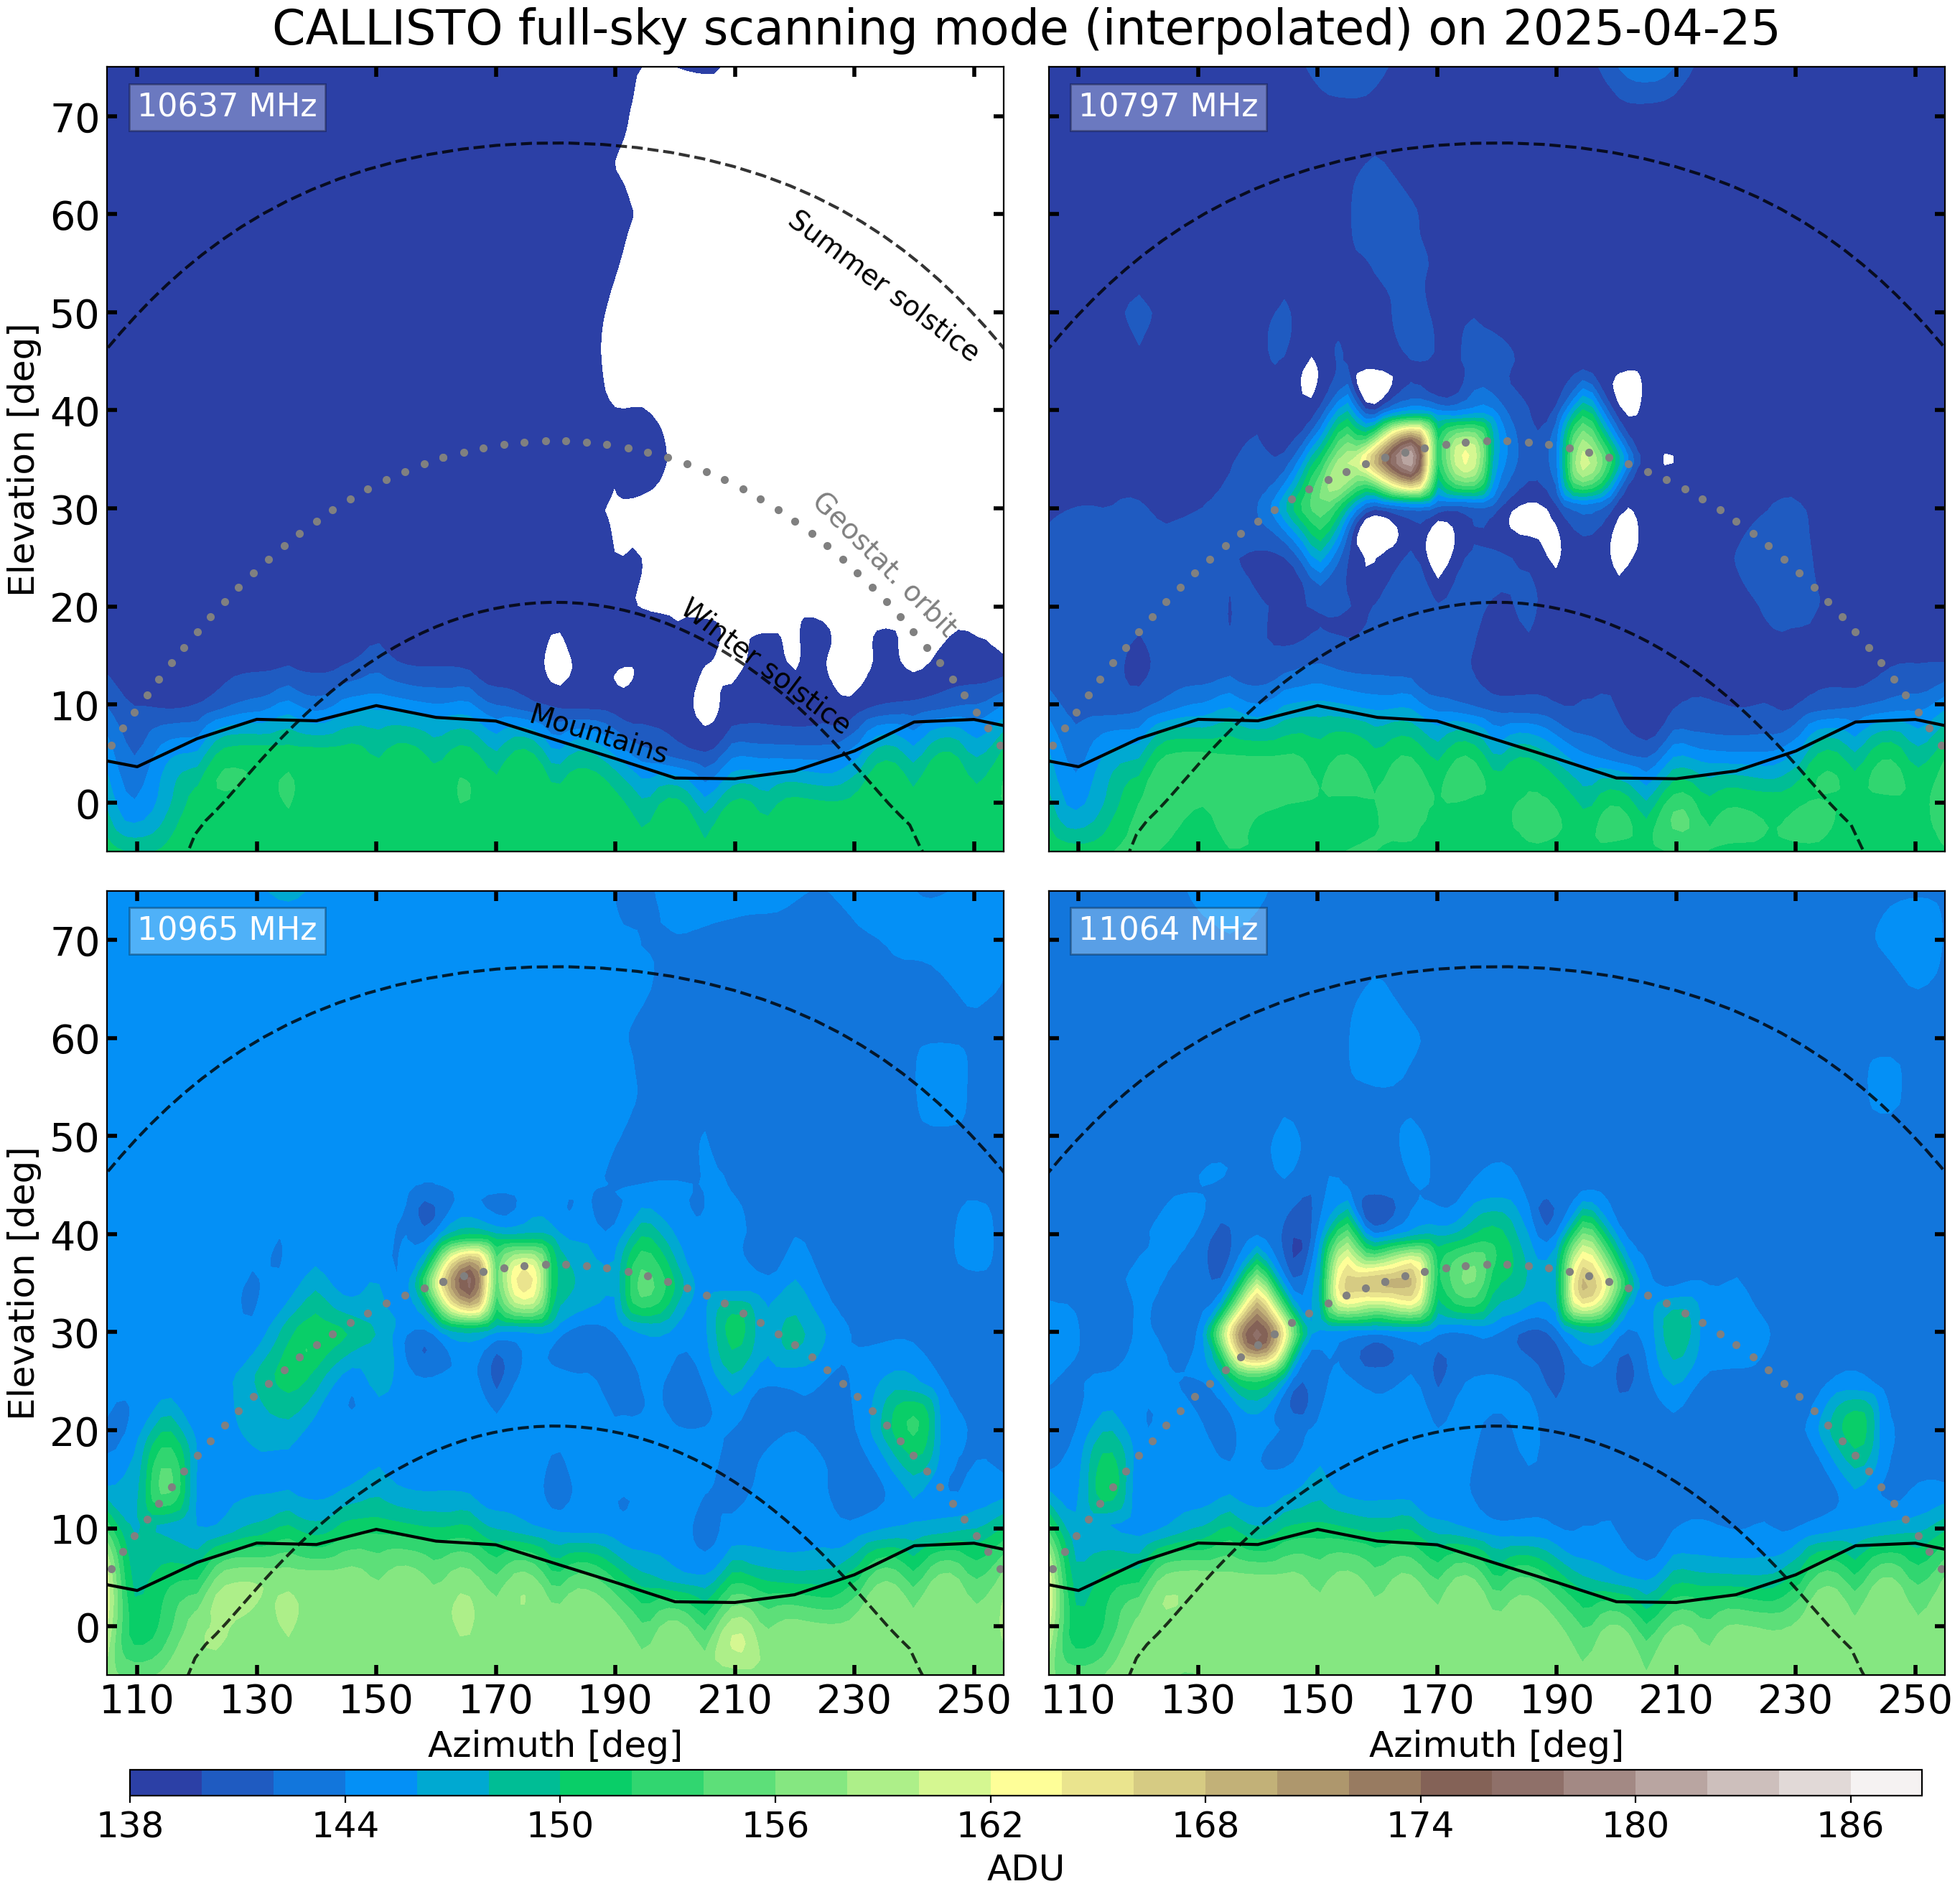 CALLISTO full-sky scanning mode (interpolated) on 2025-04-25
10637 MHz
10797 MHz
70
60
50
40
30
20
10
0
Elevation [deg]
Summer solstice
Geostat. orbit
Winter solstice
Mountains
10965 MHz
11064 MHz
70
60
50
40
30
20
10
0
Elevation [deg]
110 130 150 170 190 210 230 250
110 130 150 170 190 210 230 250
Azimuth [deg]
Azimuth [deg]
138 144 150 156 162 168 174 180 186
ADU